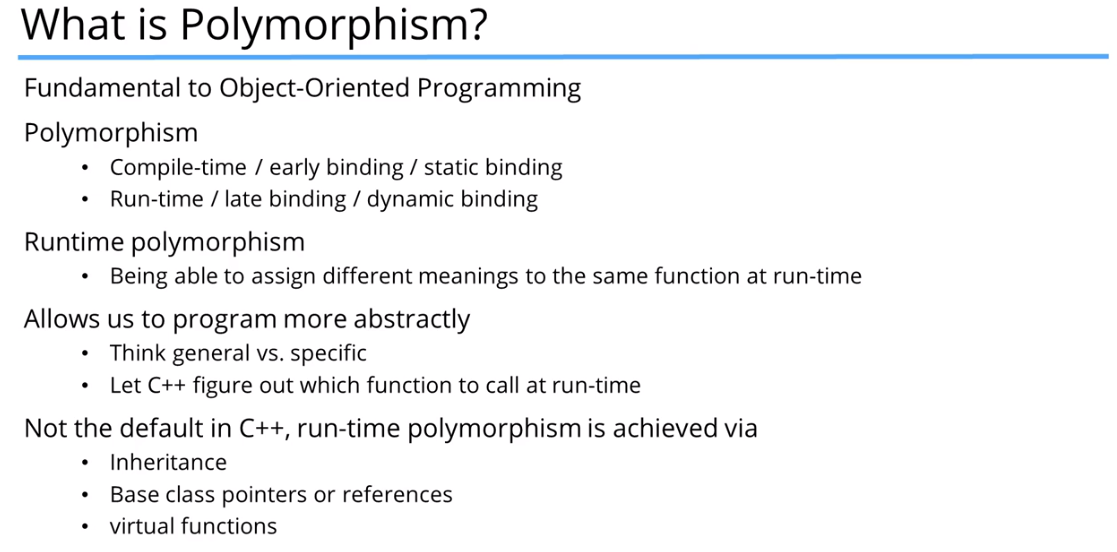 What is Polymorphism?
Fundamental to Object-Oriented Programming
Polymorphism
• Compile-time / early binding / static binding
• Run-time / late binding / dynamic binding
Runtime polymorphism
• Being able to assign different meanings to the same function at run-time
Allows us to program more abstractly
• Think general vs. specific
• Let C++ figure out which function to call at run-time
Not the default in C++, run-time polymorphism is achieved via
• Inheritance
• Base class pointers or references
• virtual functions